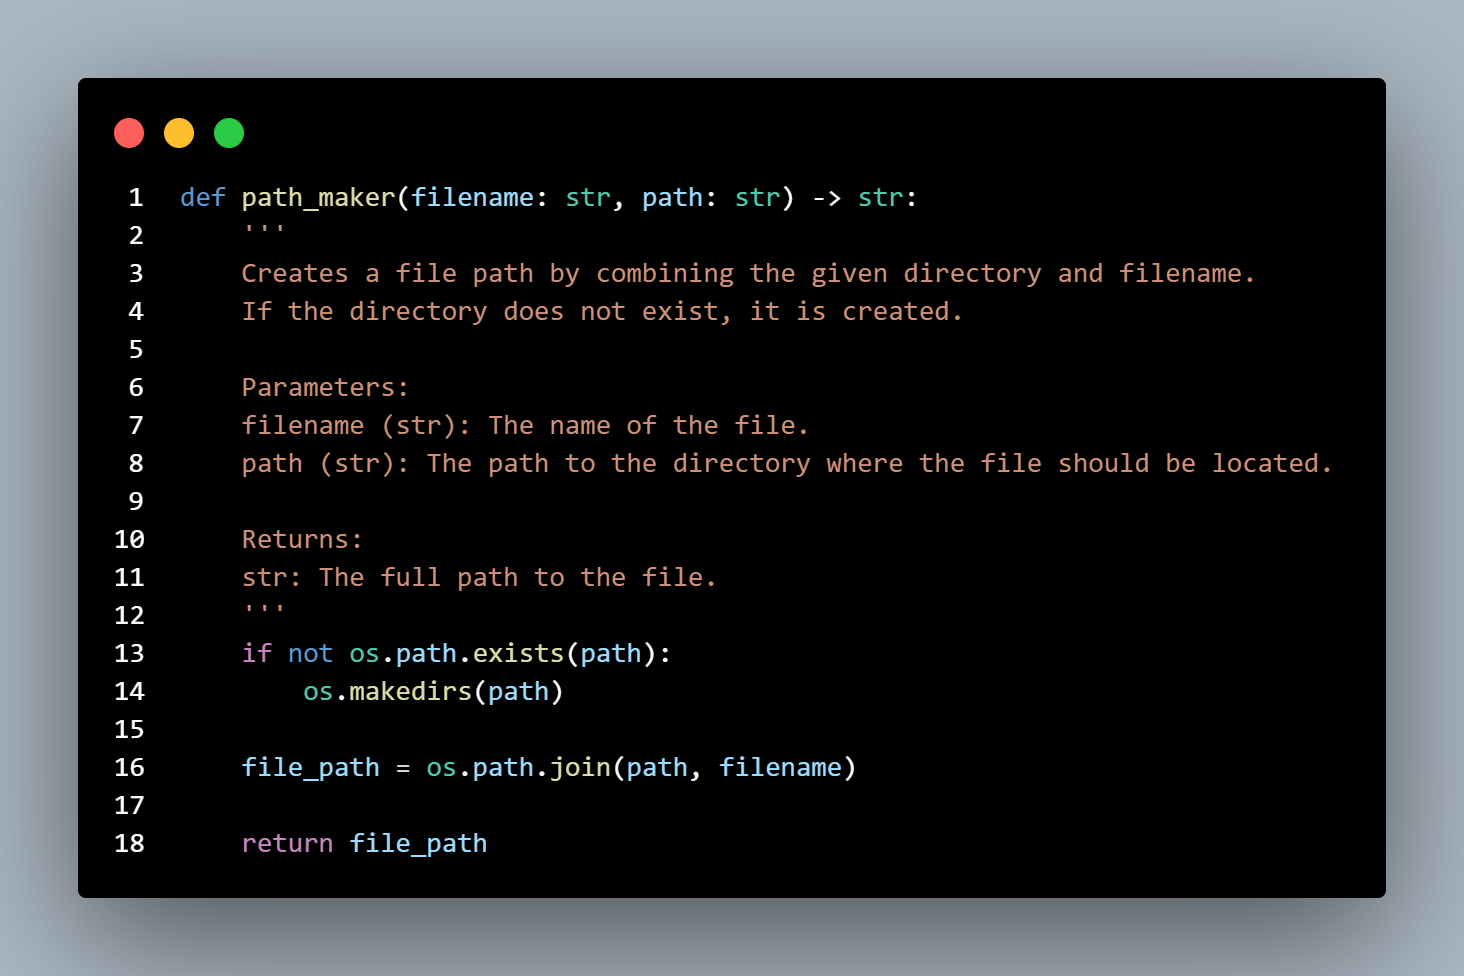 1 def path_maker(filename: str, path: str) -> str:
2     '''
3     Creates a file path by combining the given directory and filename.
4     If the directory does not exist, it is created.
5
6     Parameters:
7     filename (str): The name of the file.
8     path (str): The path to the directory where the file should be located.
9
10     Returns:
11     str: The full path to the file.
12     '''
13     if not os.path.exists(path):
14         os.makedirs(path)
15
16     file_path = os.path.join(path, filename)
17
18     return file_path